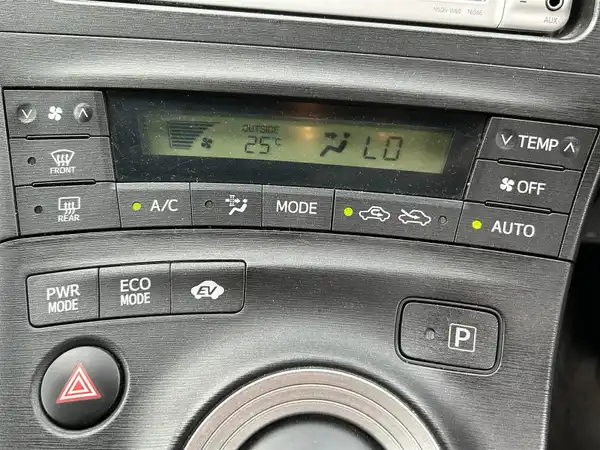 AUX
OUTSIDE
25°C
LO
TEMP
FRONT
OFF
REAR
A/C
MODE
AUTO
PWR
MODE
ECO
MODE
EV
P